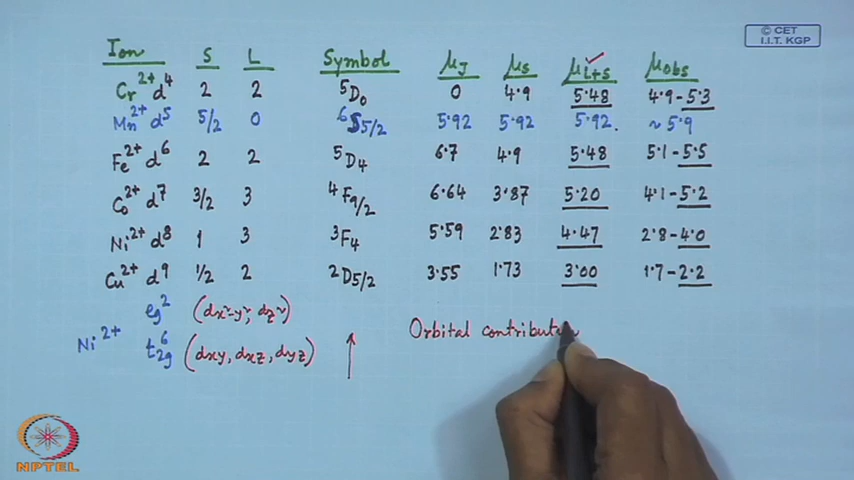 © CET
I.I.T. KGP
Ion S L Symbol μJ μS μL+S μobs
Cr²⁺ d⁴ 2 2 ⁵D₀ 0 4.9 5.48 4.9-5.3
Mn²⁺ d⁵ 5/2 0 ⁶S5/2 5.92 5.92 5.92. ~5.9
Fe²⁺ d⁶ 2 2 ⁵D₄ 6.7 4.9 5.48 5.1-5.5
Co²⁺ d⁷ 3/2 3 ⁴F9/2 6.64 3.87 5.20 4.1-5.2
Ni²⁺ d⁸ 1 3 ³F₄ 5.59 2.83 4.47 2.8-4.0
Cu²⁺ d⁹ 1/2 2 ²D5/2 3.55 1.73 3.00 1.7-2.2
eg² (dx²-y², dz²)
Ni²⁺ t₂g⁶ (dxy, dxz, dyz) ↑ Orbital contribution
NPTEL